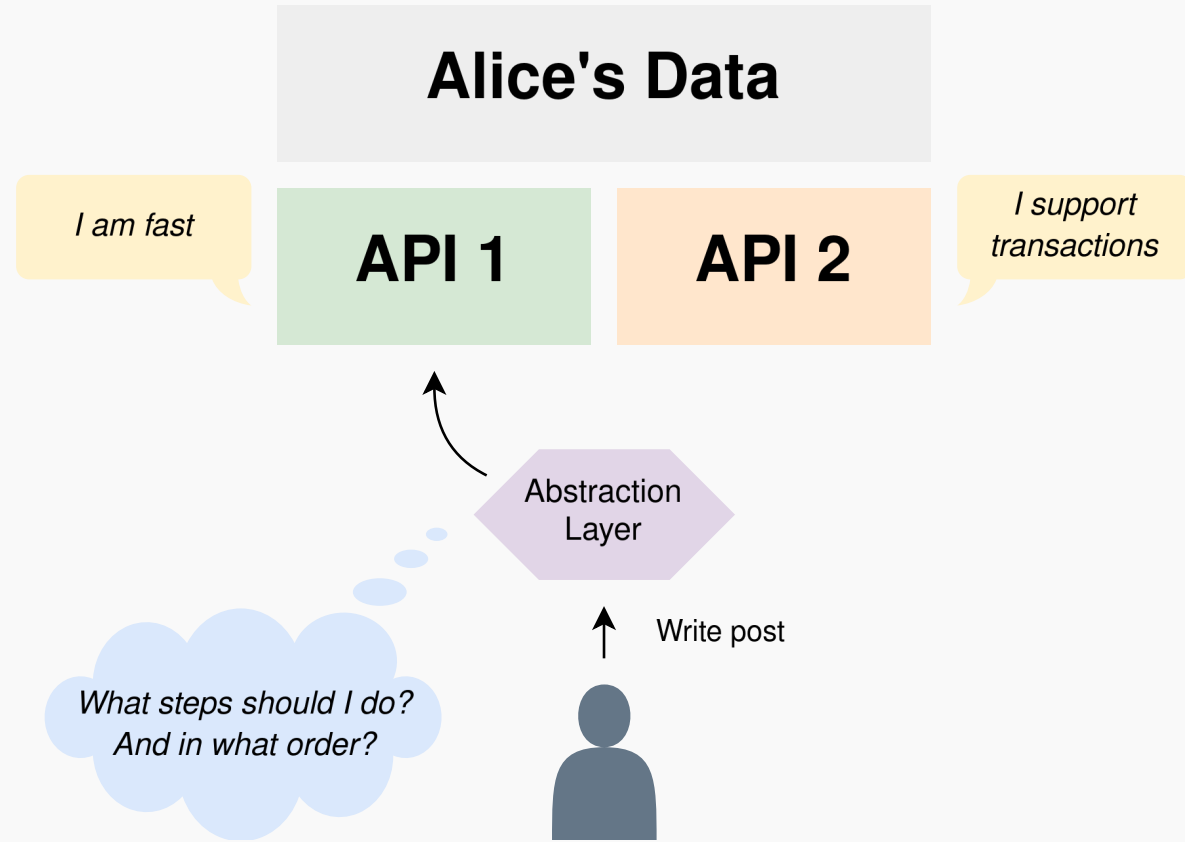 Alice's Data
I am fast
API 1
API 2
I support
transactions
Abstraction
Layer
Write post
What steps should I do?
And in what order?